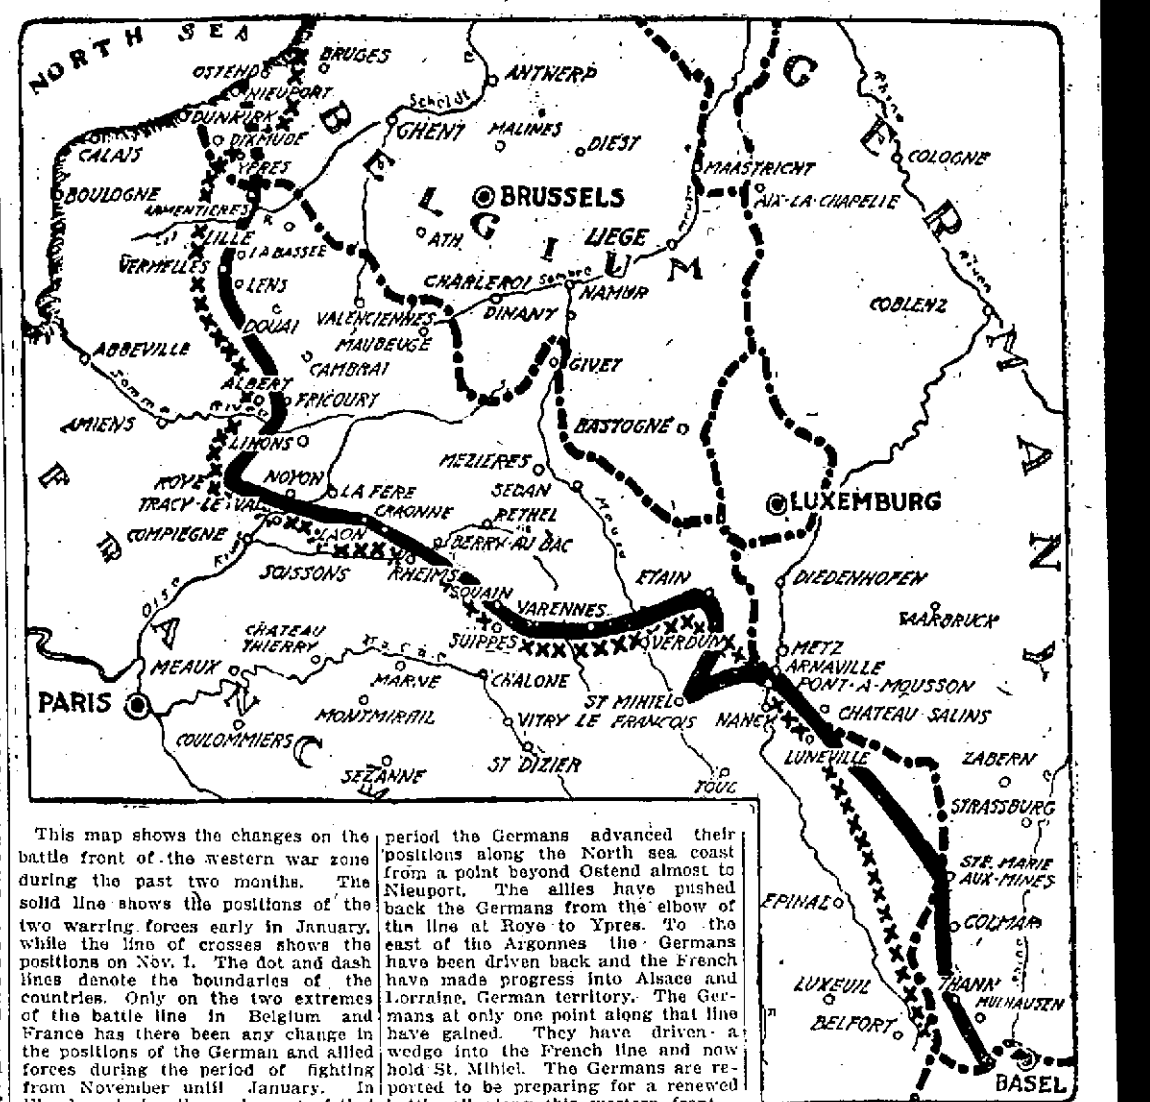 NORTH SEA
BRUGES
OSTENDE
NIEUPORT
ANTWERP
Scheldt
DUNKIRK
GHENT
MALINES
DIXMUDE
DIEST
CALAIS
YPRES
MAASTRICHT
COLOGNE
BOULOGNE
BRUSSELS
AIX-LA-CHAPELLE
ARMENTIERES
BELGIUM
GERMANY
Rhine
River
LILLE
LA BASSEE
ATH
LIEGE
VERMELLES
LENS
CHARLEROI
Sambre
NAMUR
COBLENZ
DOUAI
VALENCIENNES
DINANT
MAUBEUGE
ABBEVILLE
CAMBRAI
GIVET
Somme
River
ALBERT
FRICOURT
AMIENS
BASTOGNE
LIHONS
FRANC
ROYE
NOYON
LA FERE
MEZIERES
SEDAN
LUXEMBURG
TRACY-LE-VAL
CRAONNE
RETHEL
Meuse
COMPIEGNE
LAON
BERRY-AU BAC
SOISSONS
RHEIMS
Oise
River
SOUAIN
ETAIN
DIEDENHOFEN
VARENNES
SAARBRUCK
CHATEAU
THIERRY
Marne
SUIPPES
VERDUN
METZ
ARNAVILLE
MEAUX
MARNE
CHALONE
ST MIHIEL
PONT-A-MOUSSON
PARIS
MONTMIRAIL
VITRY LE FRANCOIS
NANCY
CHATEAU SALINS
COULOMMIERS
SEZANNE
ST DIZIER
LUNEVILLE
ZABERN
TOUL
STRASSBURG
STE. MARIE
AUX-MINES
EPINAL
COLMAR
LUXEUIL
THANN
MULHAUSEN
BELFORT
BASEL
This map shows the changes on the
battle front of the western war zone
during the past two months. The
solid line shows the positions of the
two warring forces early in January,
while the line of crosses shows the
positions on Nov. 1. The dot and dash
lines denote the boundaries of the
countries. Only on the two extremes
of the battle line in Belgium and
France has there been any change in
the positions of the German and allied
forces during the period of fighting
from November until January. In
period the Germans advanced their
positions along the North sea coast
from a point beyond Ostend almost to
Nieuport. The allies have pushed
back the Germans from the elbow of
the line at Roye to Ypres. To the
east of the Argonnes the Germans
have been driven back and the French
have made progress into Alsace and
Lorraine, German territory. The Ger-
mans at only one point along that line
have gained. They have driven a
wedge into the French line and now
hold St. Mihiel. The Germans are re-
ported to be preparing for a renewed